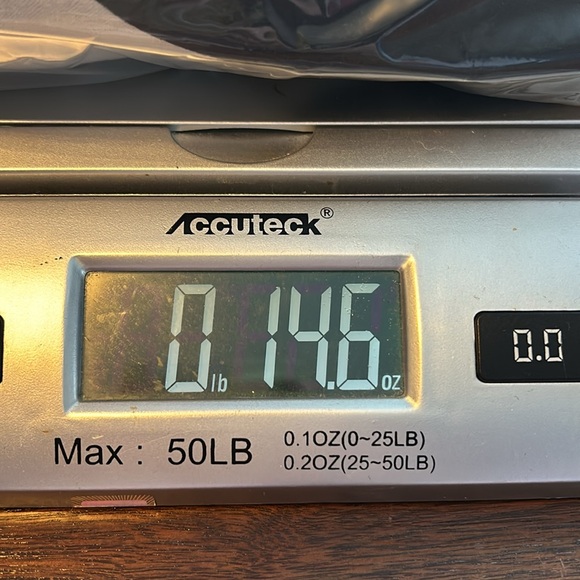 Accuteck®
0 lb 14.6 oz
0.0
Max : 50LB
0.1OZ(0~25LB)
0.2OZ(25~50LB)